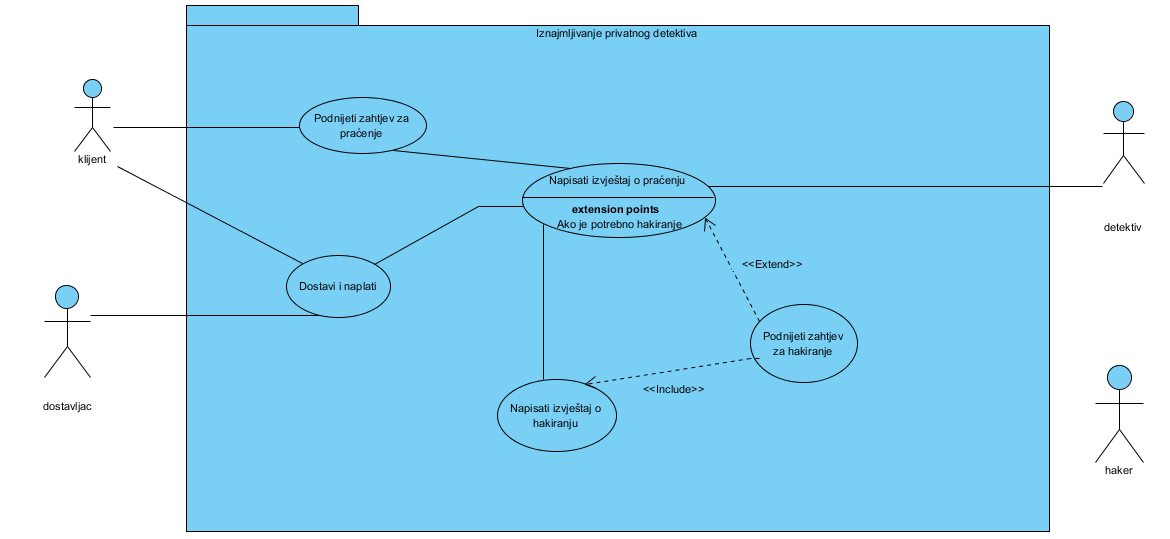 Iznajmljivanje privatnog detektiva
klijent
Podnijeti zahtjev za
praćenje
Napisati izvještaj o praćenju
extension points
Ako je potrebno hakiranje
detektiv
<<Extend>>
Dostavi i naplati
dostavljac
Podnijeti zahtjev
za hakiranje
<<Include>>
Napisati izvještaj o
hakiranju
haker